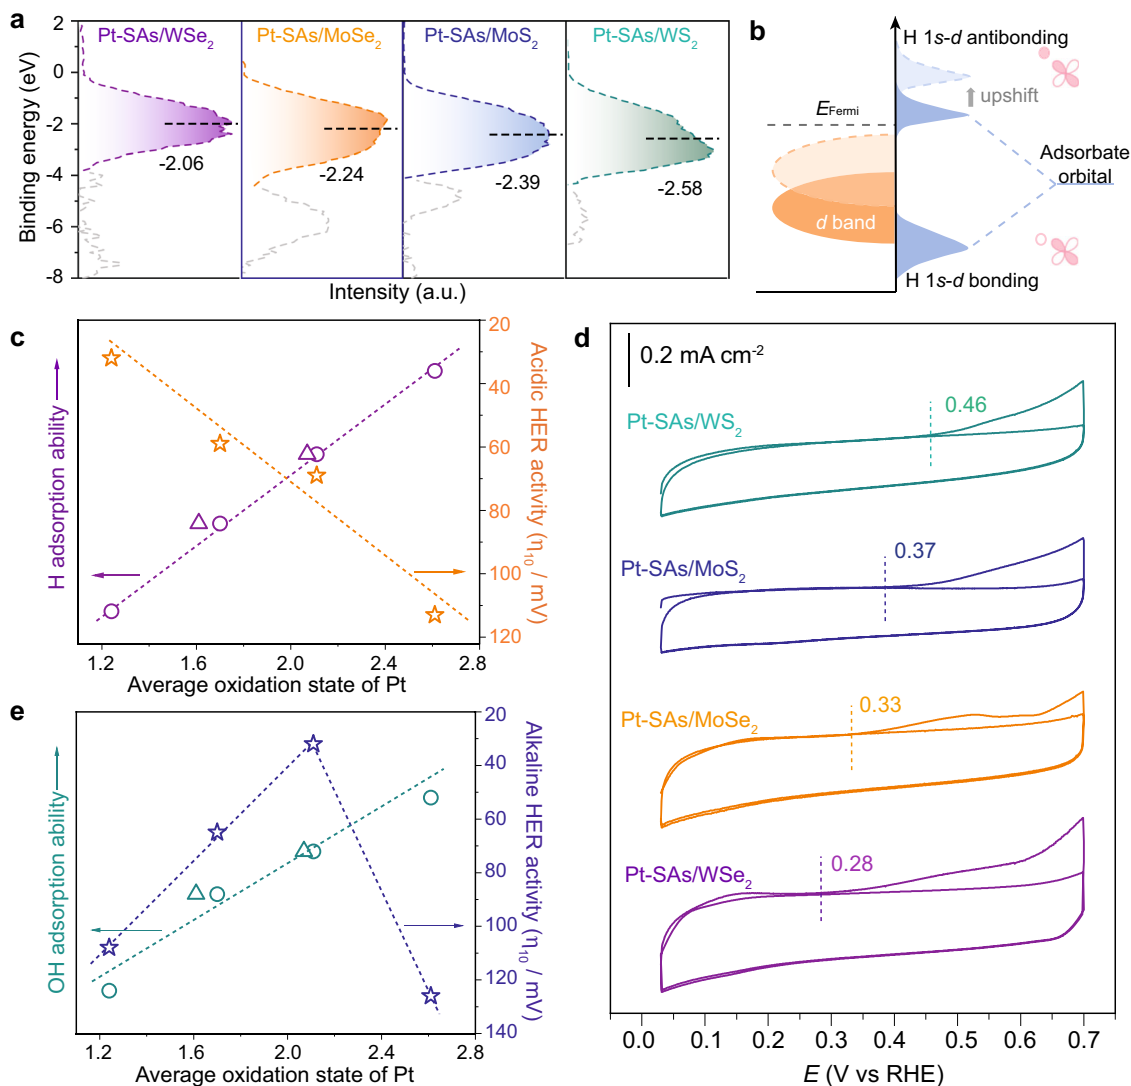 a
Pt-SAs/WSe2
Pt-SAs/MoSe2
Pt-SAs/MoS2
Pt-SAs/WS2
Binding energy (eV)
2
0
-2
-4
-6
-8
-2.06
-2.24
-2.39
-2.58
Intensity (a.u.)
b
H 1s-d antibonding
upshift
EFermi
Adsorbate
orbital
d band
H 1s-d bonding
c
H adsorption ability
20
40
60
80
100
120
Acidic HER activity (η10 / mV)
1.2
1.6
2.0
2.4
2.8
Average oxidation state of Pt
d
0.2 mA cm-2
Pt-SAs/WS2
0.46
Pt-SAs/MoS2
0.37
Pt-SAs/MoSe2
0.33
Pt-SAs/WSe2
0.28
0.0
0.1
0.2
0.3
0.4
0.5
0.6
0.7
E (V vs RHE)
e
OH adsorption ability
20
40
60
80
100
120
140
Alkaline HER activity (η10 / mV)
1.2
1.6
2.0
2.4
2.8
Average oxidation state of Pt